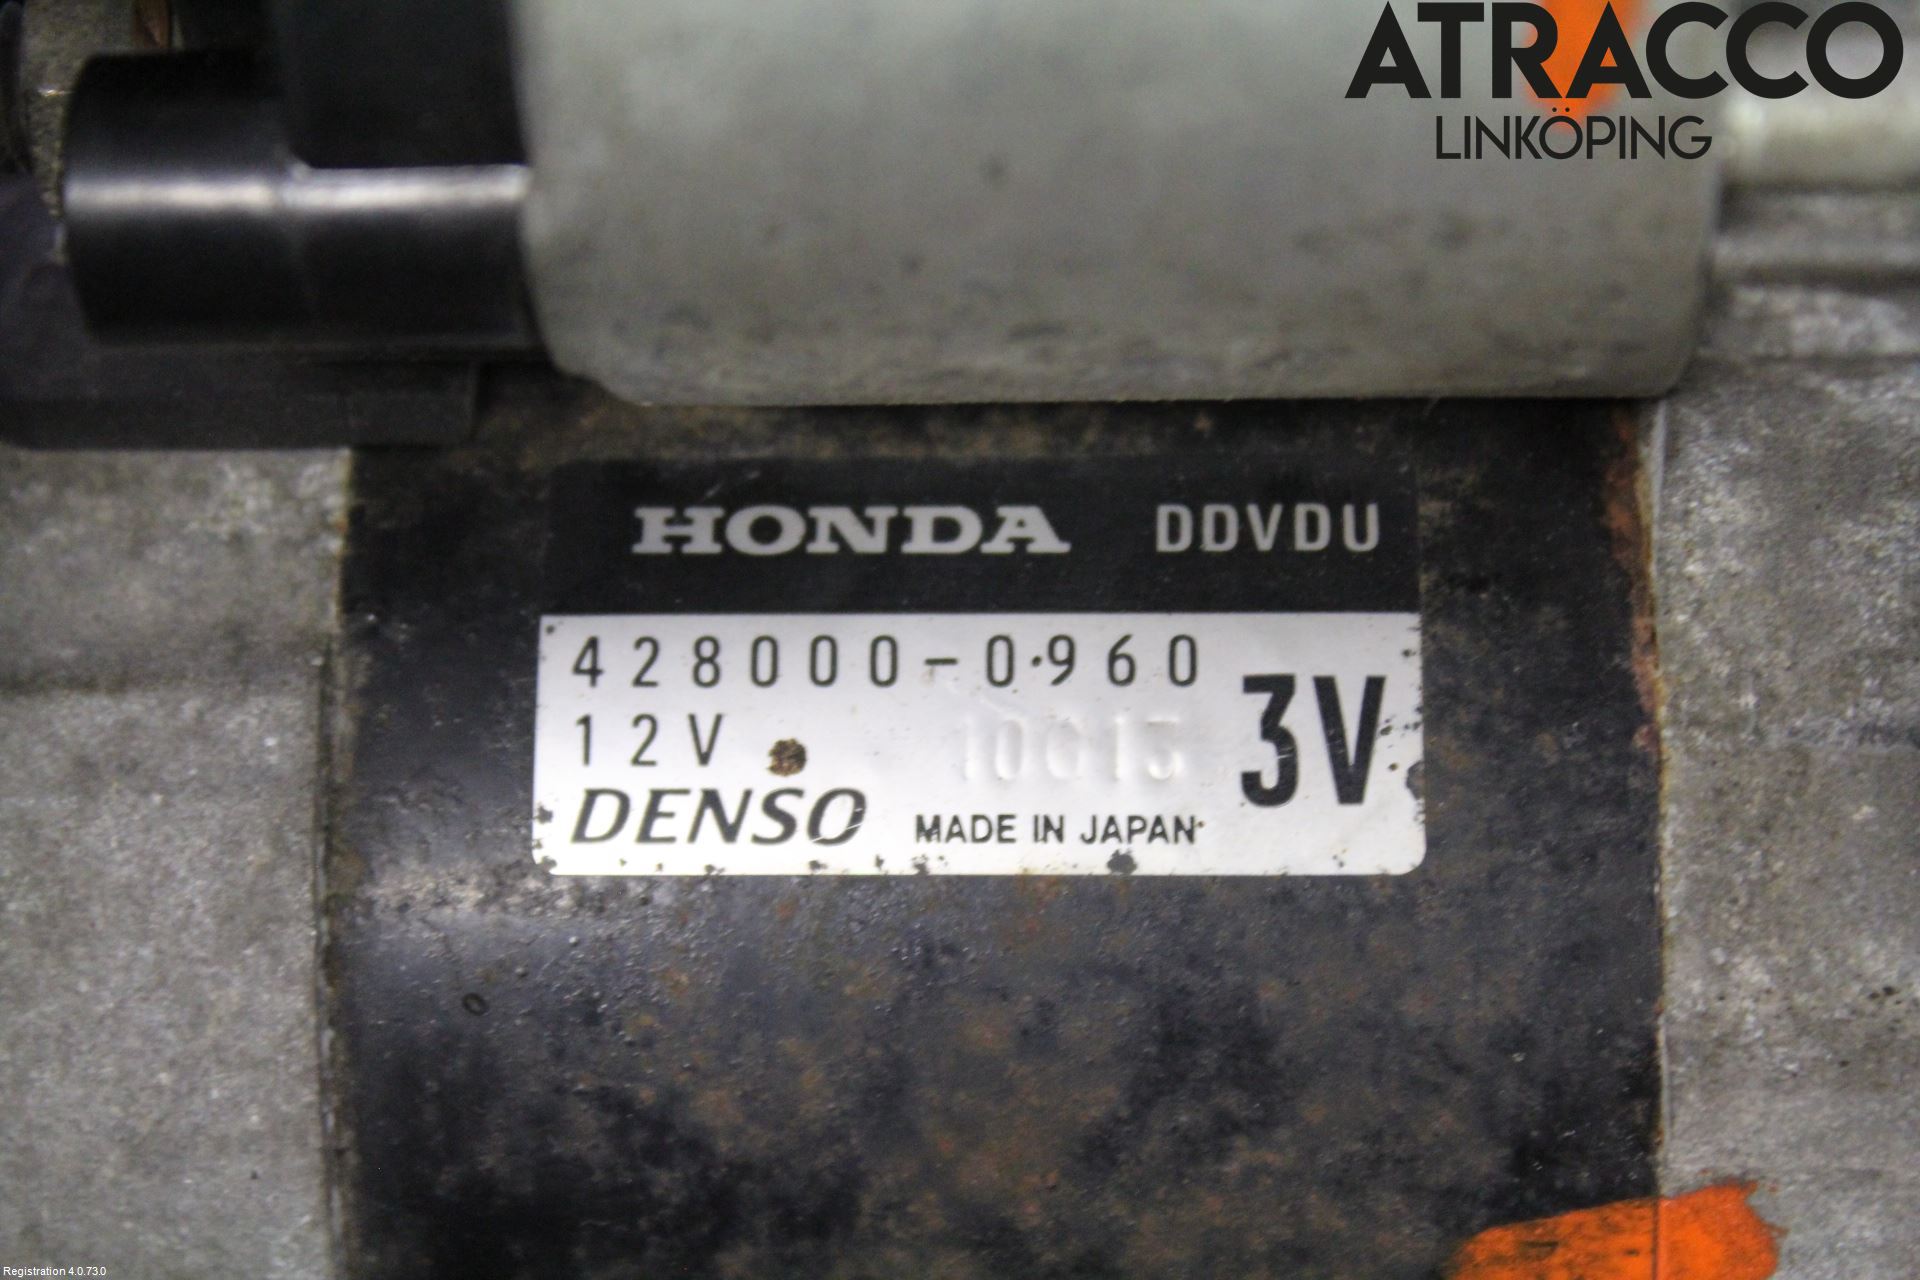 ATRACCO
LINKÖPING
HONDA DDVDU
428000-0960
12V
3V
DENSO MADE IN JAPAN
Registration 4.0.73.0